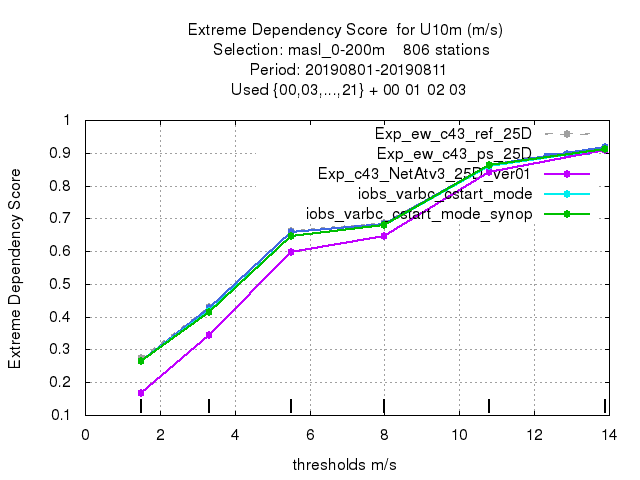 Extreme Dependency Score  for U10m (m/s)
Selection: masl_0-200m    806 stations
Period: 20190801-20190811
Used {00,03,...,21} + 00 01 02 03
Exp_ew_c43_ref_25D
Exp_ew_c43_ps_25D
Exp_c43_NetAtv3_25D_ver01
iobs_varbc_cstart_mode
iobs_varbc_cstart_mode_synop
Extreme Dependency Score
1
0.9
0.8
0.7
0.6
0.5
0.4
0.3
0.2
0.1
0 2 4 6 8 10 12 14
thresholds m/s